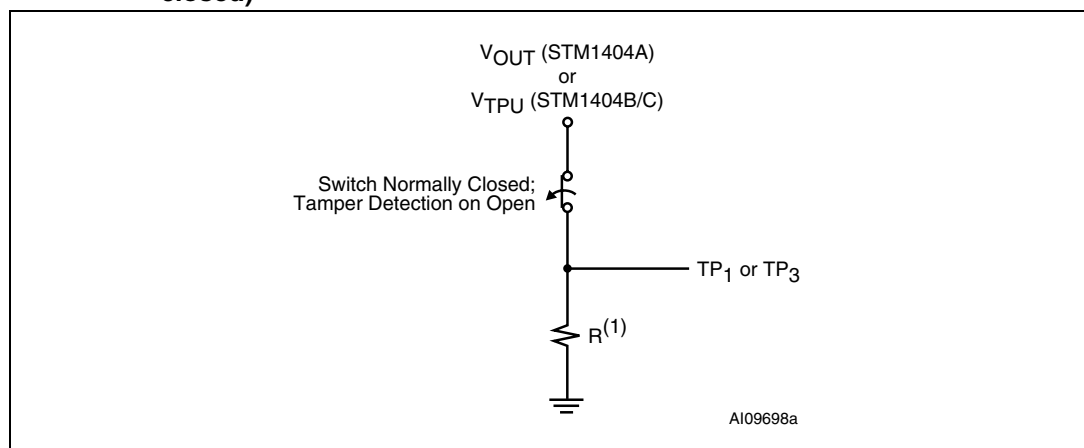 VOUT (STM1404A)
or
VTPU (STM1404B/C)
Switch Normally Closed;
Tamper Detection on Open
TP1 or TP3
R(1)
AI09698a